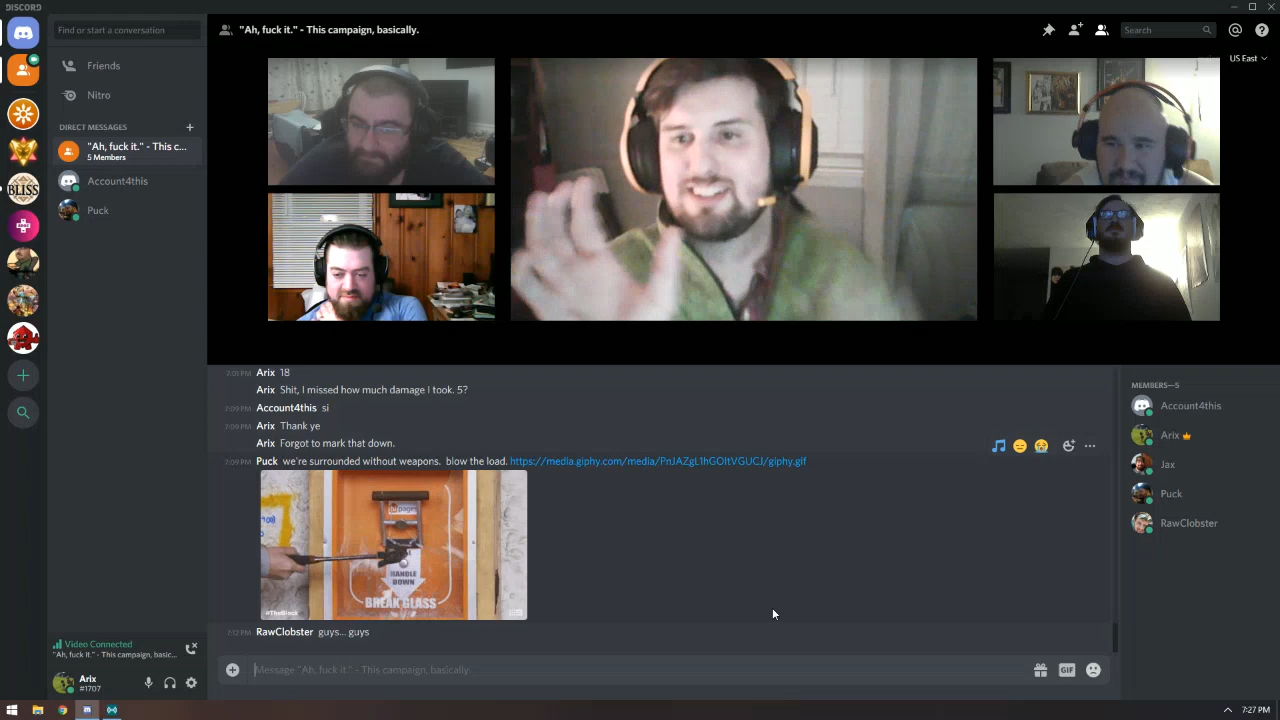 DISCORD
Find or start a conversation
"Ah, fuck it." - This campaign, basically.
Search
US East
Friends
Nitro
DIRECT MESSAGES
"Ah, fuck it." - This c...
5 Members
Account4this
Puck
BLISS
7:01 PM Arix 18
Arix Shit, I missed how much damage I took. 5?
7:09 PM Account4this si
7:09 PM Arix Thank ye
Arix Forgot to mark that down.
7:09 PM Puck we're surrounded without weapons. blow the load. https://media.giphy.com/media/PnJAZgL1hGOltVGUCJ/giphy.gif
hipages
HANDLE
DOWN
BREAK GLASS
7:12 PM RawClobster guys... guys
MEMBERS—5
Account4this
Arix
Jax
Puck
RawClobster
Video Connected
"Ah, fuck it." - This campaign, basic...
Arix
#1707
Message "Ah, fuck it." - This campaign, basically.
GIF
7:27 PM